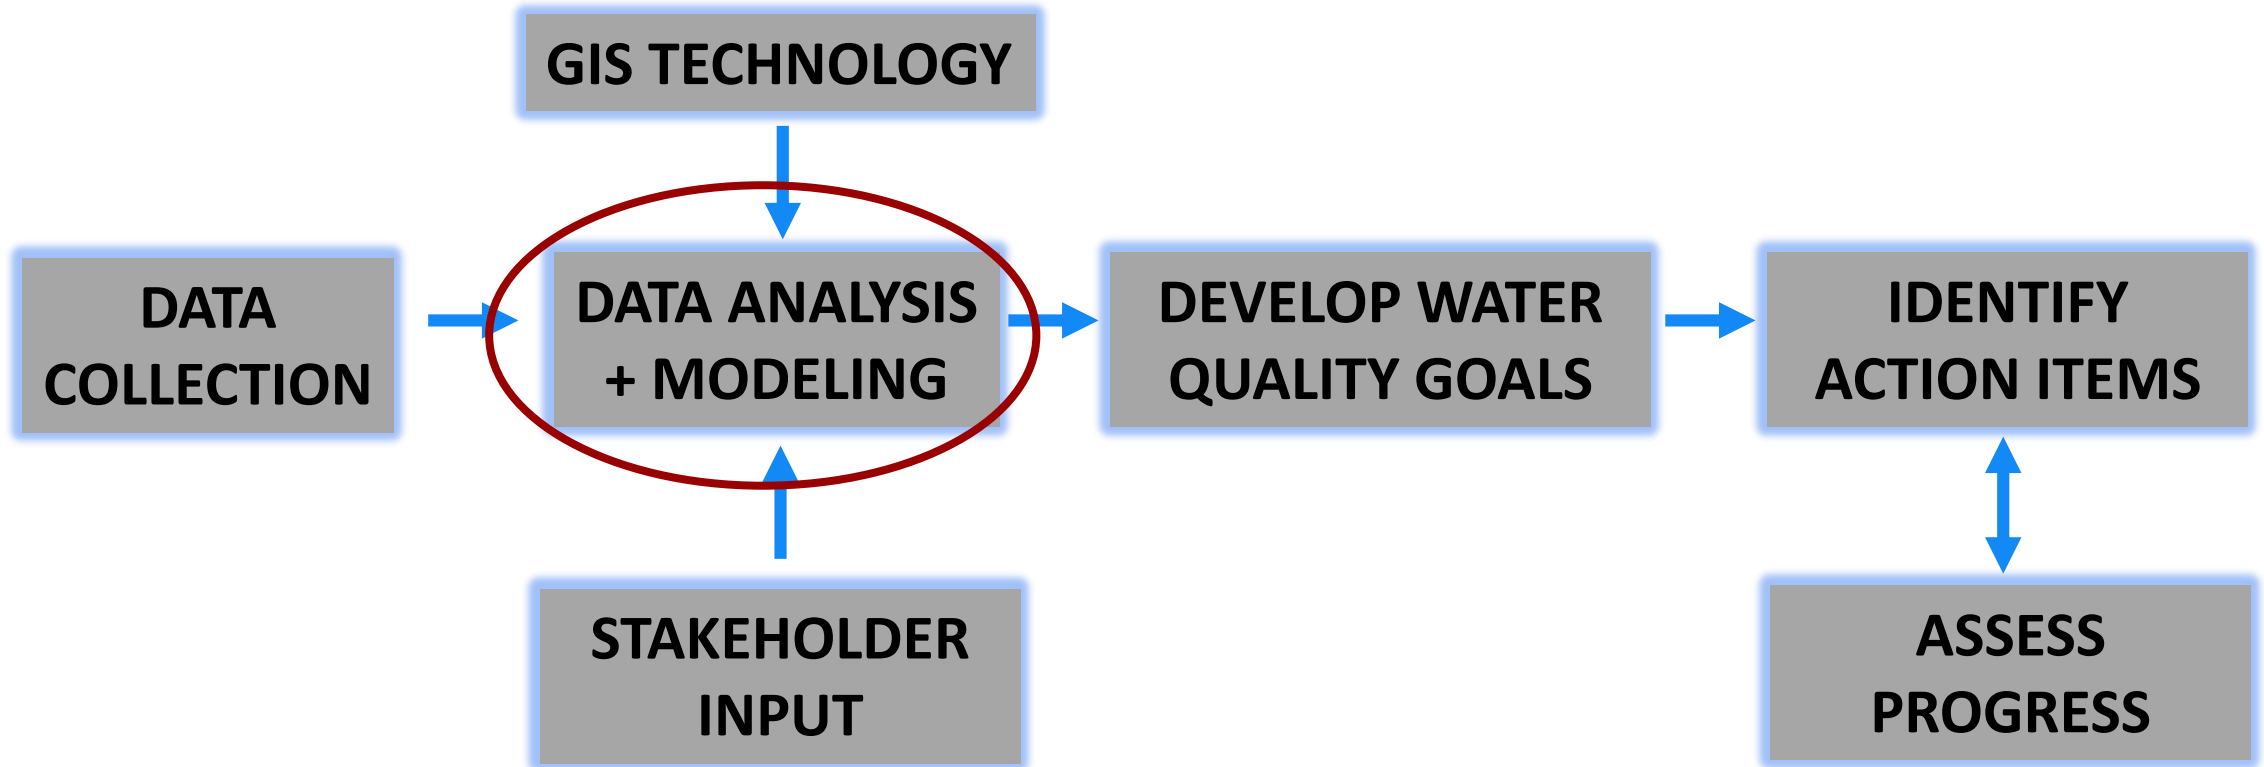 GIS TECHNOLOGY
DATA
COLLECTION
DATA ANALYSIS
+ MODELING
DEVELOP WATER
QUALITY GOALS
IDENTIFY
ACTION ITEMS
STAKEHOLDER
INPUT
ASSESS
PROGRESS